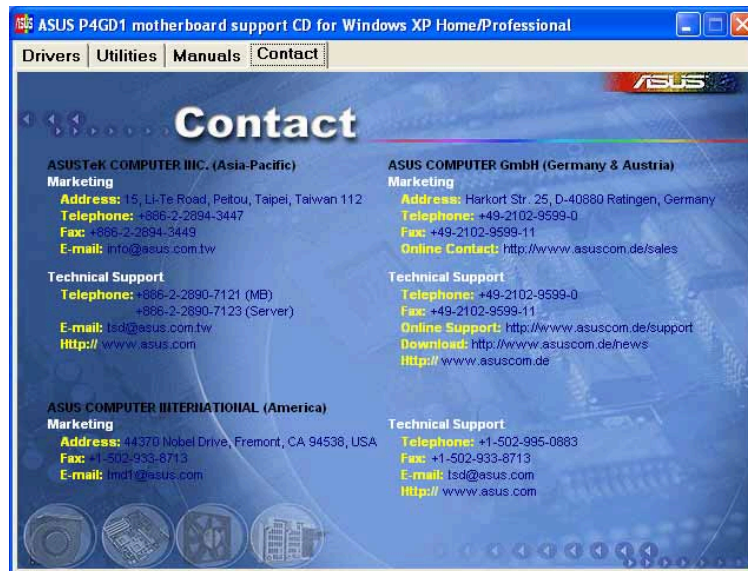 ASUS P4GD1 motherboard support CD for Windows XP Home/Professional
Drivers Utilities Manuals Contact
ASUS
Contact
ASUSTeK COMPUTER INC. (Asia-Pacific)
Marketing
Address: 15, Li-Te Road, Peitou, Taipei, Taiwan 112
Telephone: +886-2-2894-3447
Fax: +886-2-2894-3449
E-mail: info@asus.com.tw
Technical Support
Telephone: +886-2-2890-7121 (MB)
+886-2-2890-7123 (Server)
E-mail: tsd@asus.com.tw
Http:// www.asus.com
ASUS COMPUTER GmbH (Germany & Austria)
Marketing
Address: Harkort Str. 25, D-40880 Ratingen, Germany
Telephone: +49-2102-9599-0
Fax: +49-2102-9599-11
Online Contact: http://www.asuscom.de/sales
Technical Support
Telephone: +49-2102-9599-0
Fax: +49-2102-9599-11
Online Support: http://www.asuscom.de/support
Download: http://www.asuscom.de/news
Http:// www.asuscom.de
ASUS COMPUTER INTERNATIONAL (America)
Marketing
Address: 44370 Nobel Drive, Fremont, CA 94538, USA
Fax: +1-502-933-8713
E-mail: tmd1@asus.com
Technical Support
Telephone: +1-502-995-0883
Fax: +1-502-933-8713
E-mail: tsd@asus.com
Http:// www.asus.com